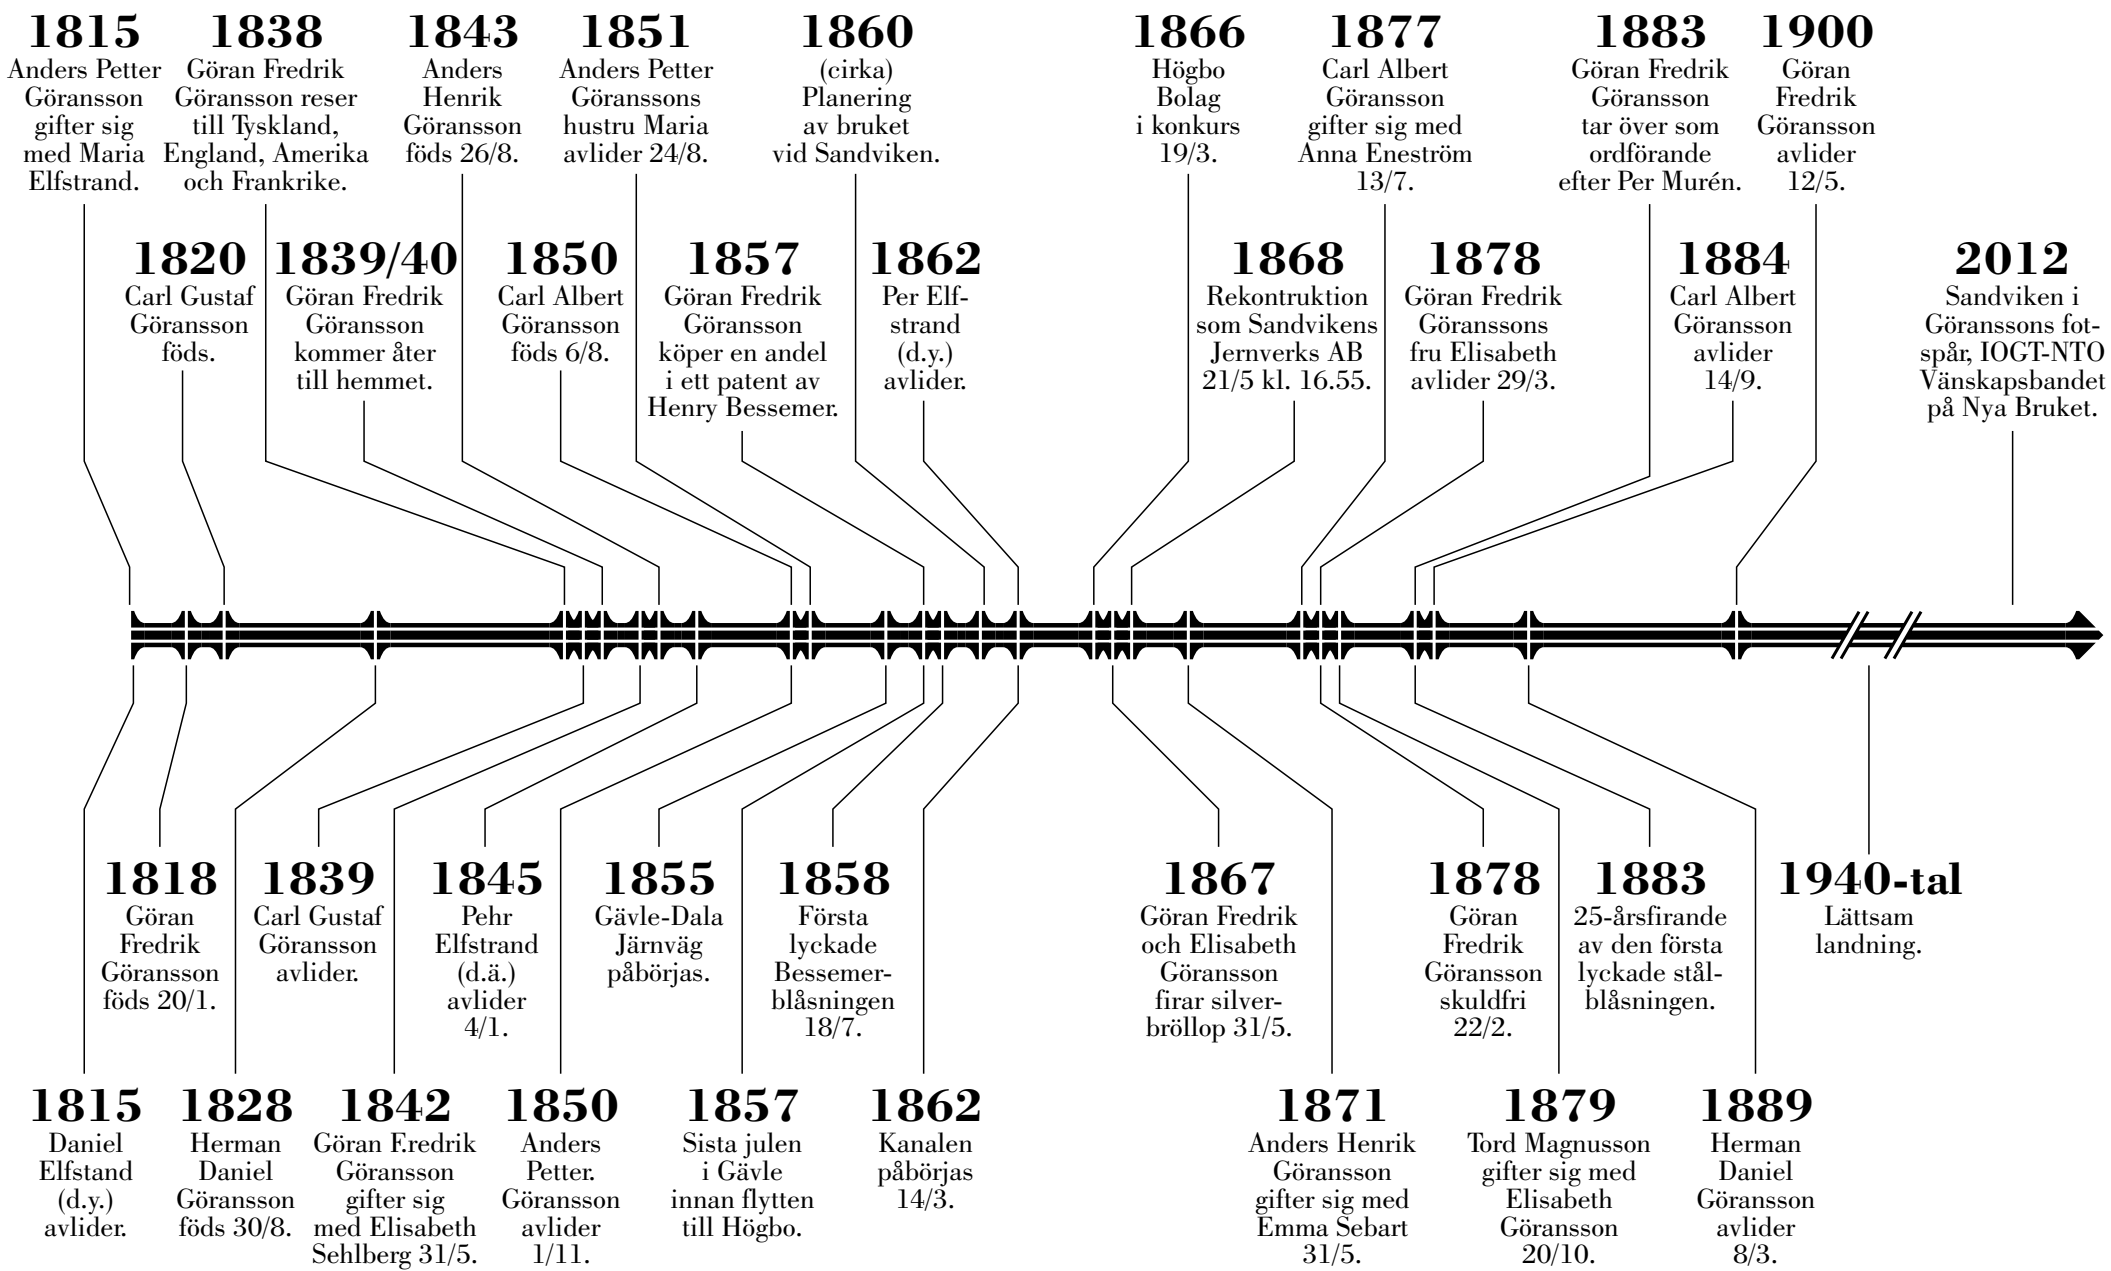 1815
Anders Petter
Göransson
gifter sig
med Maria
Elfstrand.
1838
Göran Fredrik
Göransson reser
till Tyskland,
England, Amerika
och Frankrike.
1843
Anders
Henrik
Göransson
föds 26/8.
1851
Anders Petter
Göranssons
hustru Maria
avlider 24/8.
1860
(cirka)
Planering
av bruket
vid Sandviken.
1866
Högbo
Bolag
i konkurs
19/3.
1877
Carl Albert
Göransson
gifter sig med
Anna Eneström
13/7.
1883
Göran Fredrik
Göransson
tar över som
ordförande
efter Per Murén.
1900
Göran
Fredrik
Göransson
avlider
12/5.
1820
Carl Gustaf
Göransson
föds.
1839/40
Göran Fredrik
Göransson
kommer åter
till hemmet.
1850
Carl Albert
Göransson
föds 6/8.
1857
Göran Fredrik
Göransson
köper en andel
i ett patent av
Henry Bessemer.
1862
Per Elf-
strand
(d.y.)
avlider.
1868
Rekontruktion
som Sandvikens
Jernverks AB
21/5 kl. 16.55.
1878
Göran Fredrik
Göranssons
fru Elisabeth
avlider 29/3.
1884
Carl Albert
Göransson
avlider
14/9.
2012
Sandviken i
Göranssons fot-
spår, IOGT-NTO
Vänskapsbandet
på Nya Bruket.
1818
Göran
Fredrik
Göransson
föds 20/1.
1839
Carl Gustaf
Göransson
avlider.
1845
Pehr
Elfstrand
(d.ä.)
avlider
4/1.
1855
Gävle-Dala
Järnväg
påbörjas.
1858
Första
lyckade
Bessemer-
blåsningen
18/7.
1867
Göran Fredrik
och Elisabeth
Göransson
firar silver-
bröllop 31/5.
1878
Göran
Fredrik
Göransson
skuldfri
22/2.
1883
25-årsfirande
av den första
lyckade stål-
blåsningen.
1940-tal
Lättsam
landning.
1815
Daniel
Elfstand
(d.y.)
avlider.
1828
Herman
Daniel
Göransson
föds 30/8.
1842
Göran F.redrik
Göransson
gifter sig
med Elisabeth
Sehlberg 31/5.
1850
Anders
Petter.
Göransson
avlider
1/11.
1857
Sista julen
i Gävle
innan flytten
till Högbo.
1862
Kanalen
påbörjas
14/3.
1871
Anders Henrik
Göransson
gifter sig med
Emma Sebart
31/5.
1879
Tord Magnusson
gifter sig med
Elisabeth
Göransson
20/10.
1889
Herman
Daniel
Göransson
avlider
8/3.